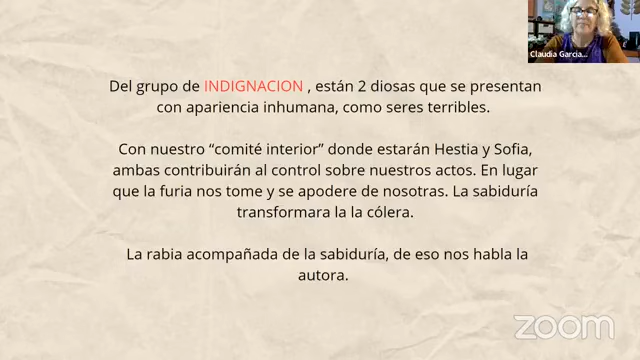 Claudia Garcia...
Del grupo de INDIGNACION , están 2 diosas que se presentan
con apariencia inhumana, como seres terribles.
Con nuestro “comité interior” donde estarán Hestia y Sofia,
ambas contribuirán al control sobre nuestros actos. En lugar
que la furia nos tome y se apodere de nosotras. La sabiduría
transformara la la cólera.
La rabia acompañada de la sabiduría, de eso nos habla la
autora.
zoom